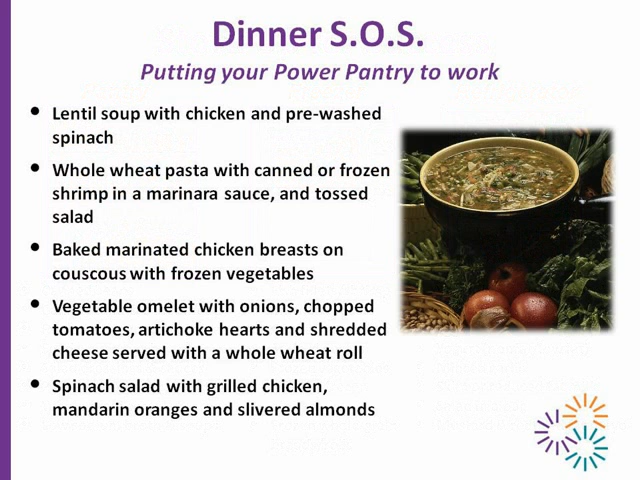 Dinner S.O.S.
Putting your Power Pantry to work
• Lentil soup with chicken and pre-washed
spinach
• Whole wheat pasta with canned or frozen
shrimp in a marinara sauce, and tossed
salad
• Baked marinated chicken breasts on
couscous with frozen vegetables
• Vegetable omelet with onions, chopped
tomatoes, artichoke hearts and shredded
cheese served with a whole wheat roll
• Spinach salad with grilled chicken,
mandarin oranges and slivered almonds